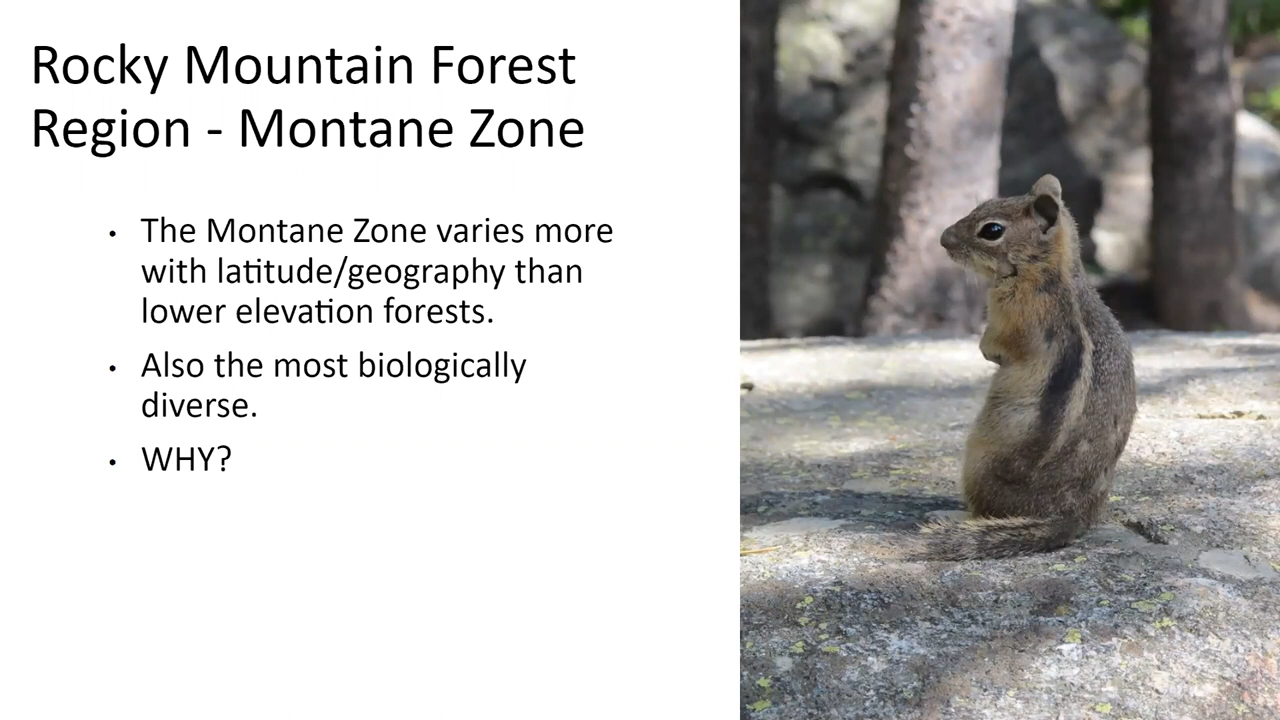 Rocky Mountain Forest
Region - Montane Zone
• The Montane Zone varies more
with latitude/geography than
lower elevation forests.
• Also the most biologically
diverse.
• WHY?